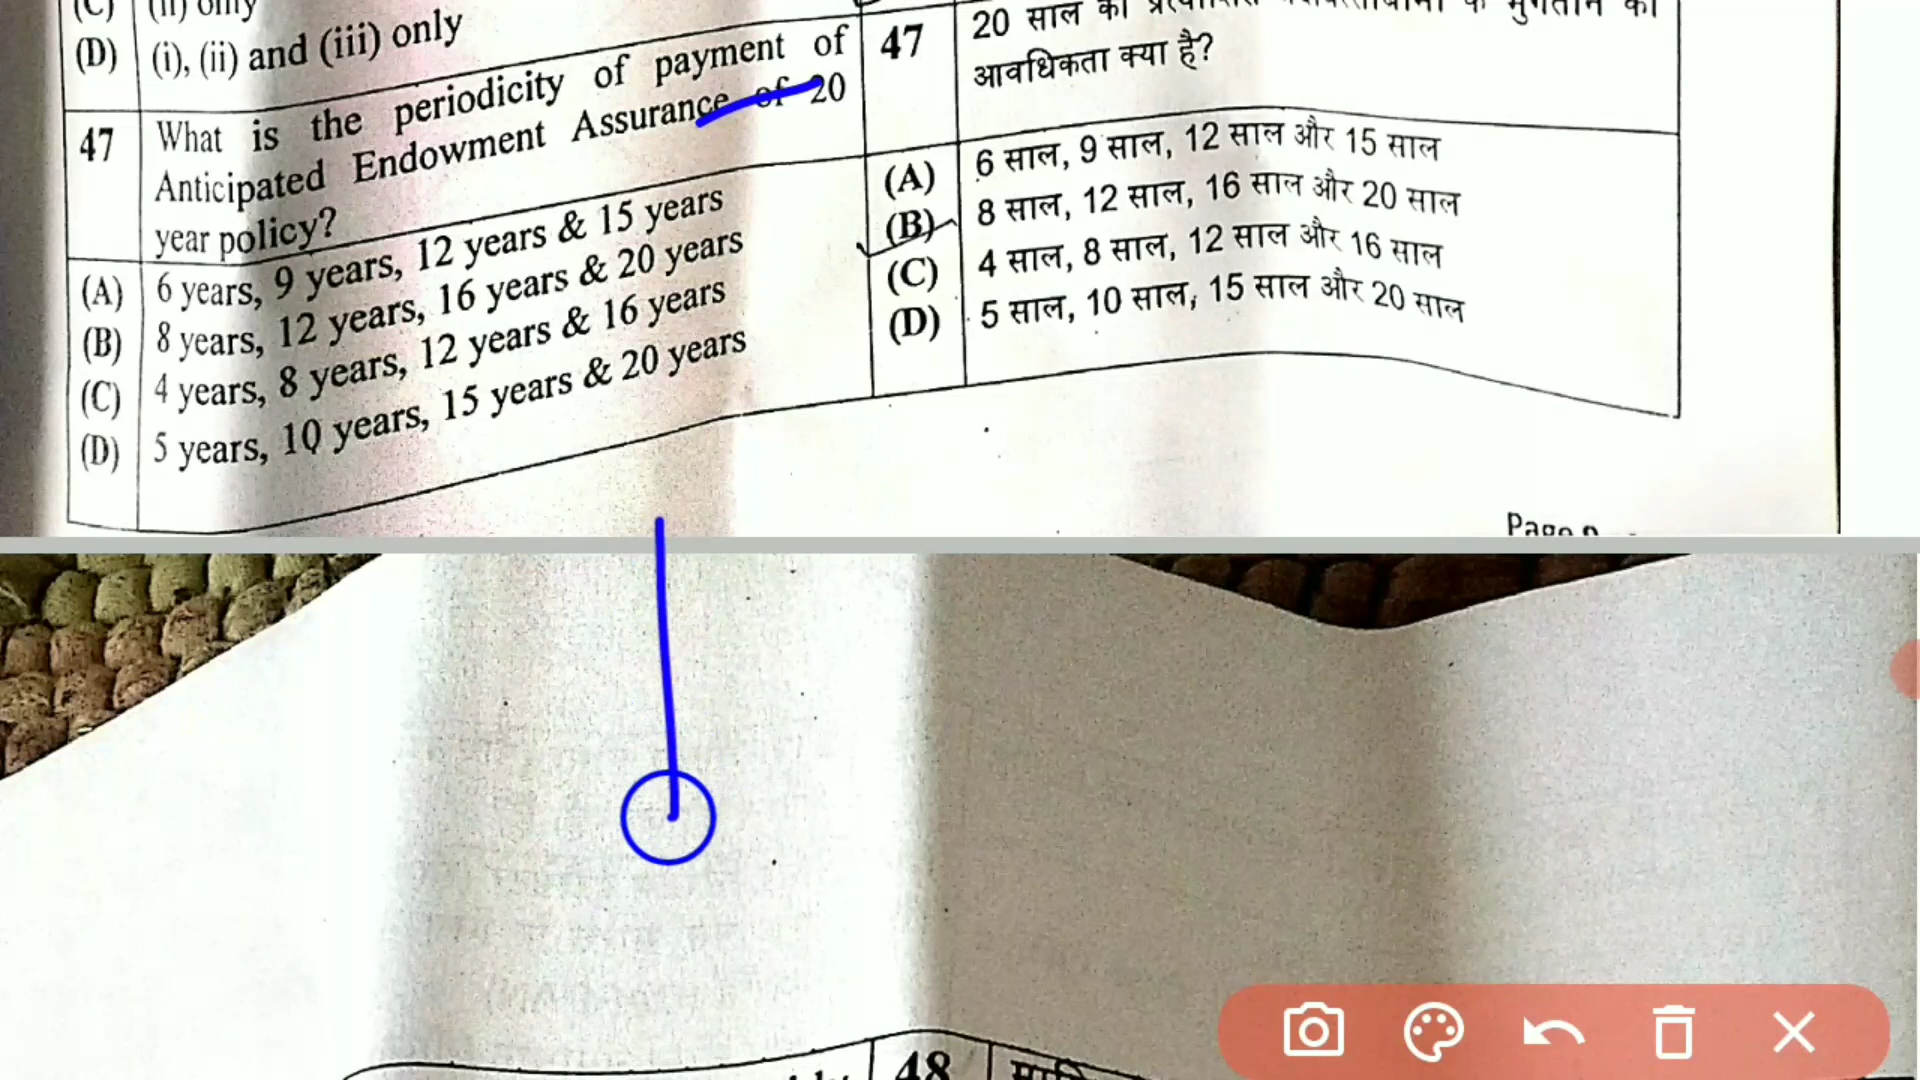 (C) (ii) only
(D) (i), (ii) and (iii) only
47 What is the periodicity of payment of
Anticipated Endowment Assurance of 20
year policy?
(A) 6 years, 9 years, 12 years & 15 years
(B) 8 years, 12 years, 16 years & 20 years
(C) 4 years, 8 years, 12 years & 16 years
(D) 5 years, 10 years, 15 years & 20 years
47 20 साल की के भुगतान की
आवधिकता क्या है?
(A) 6 साल, 9 साल, 12 साल और 15 साल
(B) 8 साल, 12 साल, 16 साल और 20 साल
(C) 4 साल, 8 साल, 12 साल और 16 साल
(D) 5 साल, 10 साल, 15 साल और 20 साल
Page
48